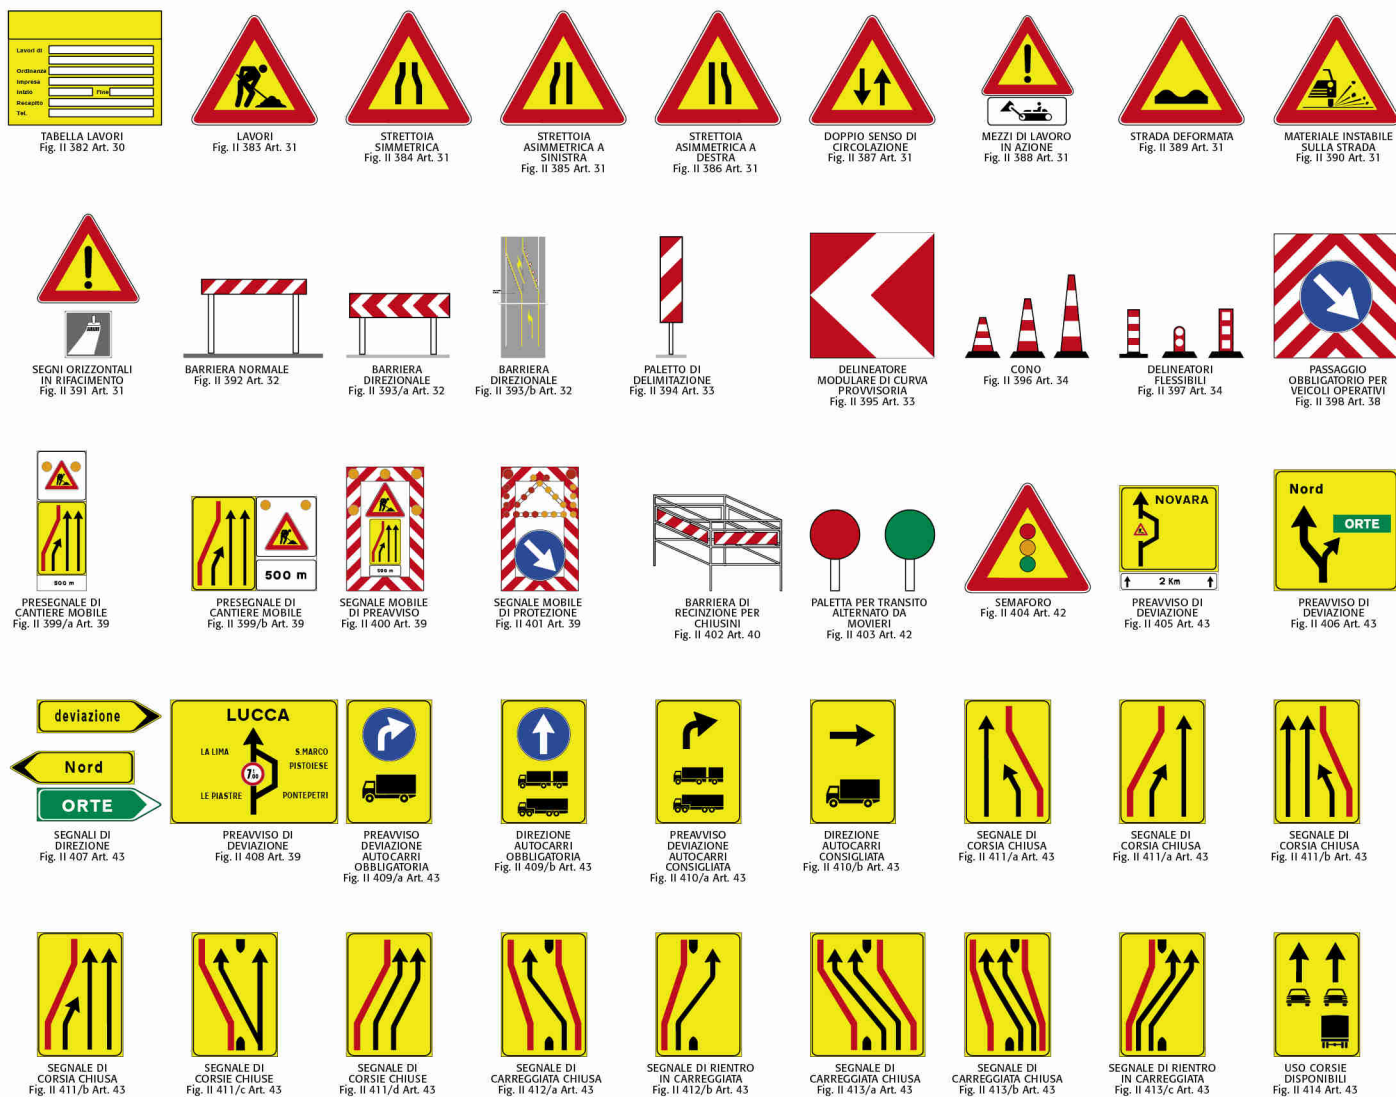 Lavori di
Ordinanza
Impresa
Inizio Fine
Recapito
Tel.
TABELLA LAVORI
Fig. II 382 Art. 30
LAVORI
Fig. II 383 Art. 31
STRETTOIA
SIMMETRICA
Fig. II 384 Art. 31
STRETTOIA
ASIMMETRICA A
SINISTRA
Fig. II 385 Art. 31
STRETTOIA
ASIMMETRICA A
DESTRA
Fig. II 386 Art. 31
DOPPIO SENSO DI
CIRCOLAZIONE
Fig. II 387 Art. 31
MEZZI DI LAVORO
IN AZIONE
Fig. II 388 Art. 31
STRADA DEFORMATA
Fig. II 389 Art. 31
MATERIALE INSTABILE
SULLA STRADA
Fig. II 390 Art. 31
SEGNI ORIZZONTALI
IN RIFACIMENTO
Fig. II 391 Art. 31
BARRIERA NORMALE
Fig. II 392 Art. 32
BARRIERA
DIREZIONALE
Fig. II 393/a Art. 32
BARRIERA
DIREZIONALE
Fig. II 393/b Art. 32
PALETTO DI
DELIMITAZIONE
Fig. II 394 Art. 33
DELINEATORE
MODULARE DI CURVA
PROVVISORIA
Fig. II 395 Art. 33
CONO
Fig. II 396 Art. 34
DELINEATORI
FLESSIBILI
Fig. II 397 Art. 34
PASSAGGIO
OBBLIGATORIO PER
VEICOLI OPERATIVI
Fig. II 398 Art. 38
500 m
PRESEGNALE DI
CANTIERE MOBILE
Fig. II 399/a Art. 39
500 m
PRESEGNALE DI
CANTIERE MOBILE
Fig. II 399/b Art. 39
500 m
SEGNALE MOBILE
DI PREAVVISO
Fig. II 400 Art. 39
SEGNALE MOBILE
DI PROTEZIONE
Fig. II 401 Art. 39
BARRIERA DI
RECINZIONE PER
CHIUSINI
Fig. II 402 Art. 40
PALETTA PER TRANSITO
ALTERNATO DA
MOVIERI
Fig. II 403 Art. 42
SEMAFORO
Fig. II 404 Art. 42
NOVARA
2 Km
PREAVVISO DI
DEVIAZIONE
Fig. II 405 Art. 43
Nord
ORTE
PREAVVISO DI
DEVIAZIONE
Fig. II 406 Art. 43
deviazione
Nord
ORTE
SEGNALI DI
DIREZIONE
Fig. II 407 Art. 43
LUCCA
LA LIMA
S. MARCO
PISTOIESE
LE PIASTRE
PONTEPETRI
PREAVVISO DI
DEVIAZIONE
Fig. II 408 Art. 39
PREAVVISO
DEVIAZIONE
AUTOCARRI
OBBLIGATORIA
Fig. II 409/a Art. 43
DIREZIONE
AUTOCARRI
OBBLIGATORIA
Fig. II 409/b Art. 43
PREAVVISO
DEVIAZIONE
AUTOCARRI
CONSIGLIATA
Fig. II 410/a Art. 43
DIREZIONE
AUTOCARRI
CONSIGLIATA
Fig. II 410/b Art. 43
SEGNALE DI
CORSIA CHIUSA
Fig. II 411/a Art. 43
SEGNALE DI
CORSIA CHIUSA
Fig. II 411/a Art. 43
SEGNALE DI
CORSIA CHIUSA
Fig. II 411/b Art. 43
SEGNALE DI
CORSIA CHIUSA
Fig. II 411/b Art. 43
SEGNALE DI
CORSIE CHIUSE
Fig. II 411/c Art. 43
SEGNALE DI
CORSIE CHIUSE
Fig. II 411/d Art. 43
SEGNALE DI
CARREGGIATA CHIUSA
Fig. II 412/a Art. 43
SEGNALE DI RIENTRO
IN CARREGGIATA
Fig. II 412/b Art. 43
SEGNALE DI
CARREGGIATA CHIUSA
Fig. II 413/a Art. 43
SEGNALE DI
CARREGGIATA CHIUSA
Fig. II 413/b Art. 43
SEGNALE DI RIENTRO
IN CARREGGIATA
Fig. II 413/c Art. 43
USO CORSIE
DISPONIBILI
Fig. II 414 Art. 43